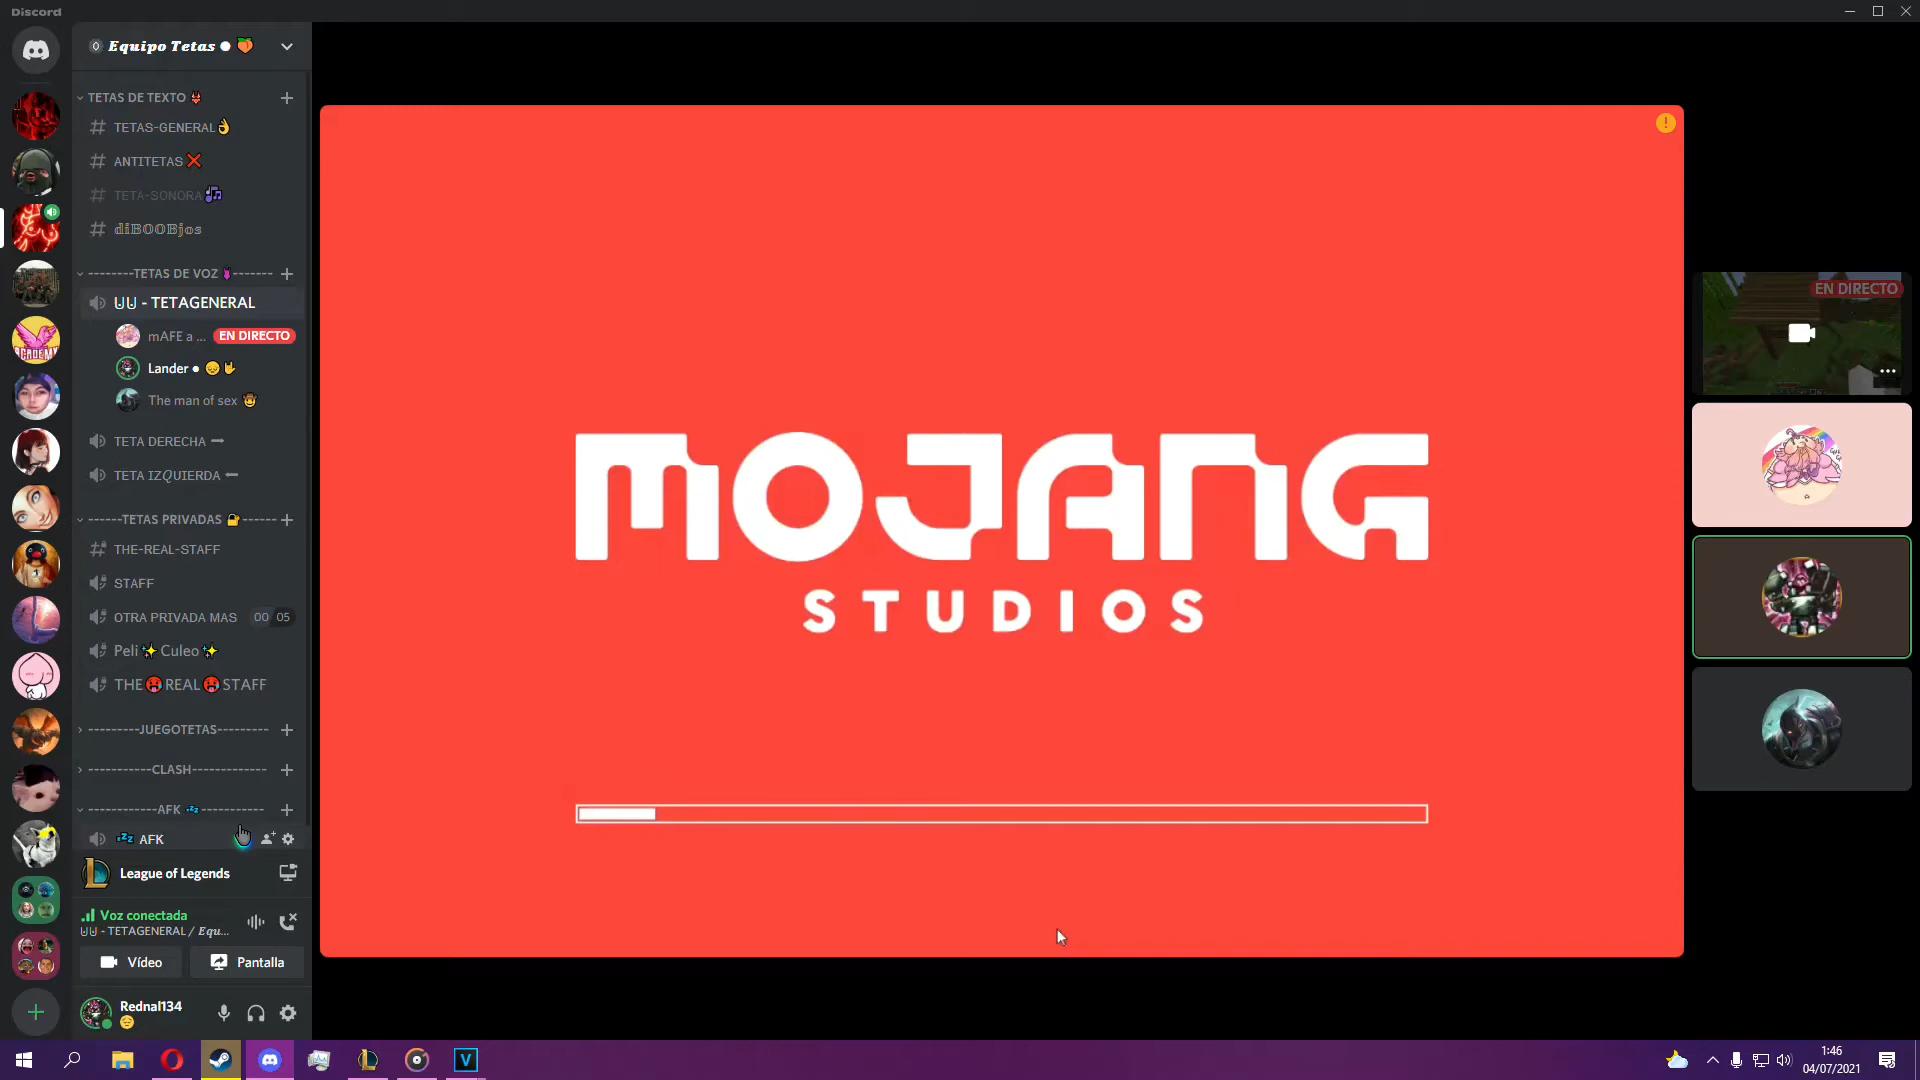 Discord
Equipo Tetas ● 🍑
TETAS DE TEXTO
TETAS-GENERAL👌
ANTITETAS❌
TETA-SONORA🎶
𝕕𝕚𝔹𝕆𝕆𝔹𝕛𝕠𝕤
--------TETAS DE VOZ-------
UU - TETAGENERAL
mAFE a ... EN DIRECTO
Lander ● 😞🤟
The man of sex 🤠
TETA DERECHA ➖
TETA IZQUIERDA ➖
------TETAS PRIVADAS 🔐------
THE-REAL-STAFF
STAFF
OTRA PRIVADA MAS 00 05
Peli✨Culeo✨
THE🥵REAL🥵STAFF
---------JUEGOTETAS---------
-----------CLASH-------------
------------AFK 💤-----------
💤 AFK
League of Legends
Voz conectada
UU - TETAGENERAL / Equ...
Vídeo
Pantalla
Rednal134
MOJANG
STUDIOS
!
EN DIRECTO
V
1:46
04/07/2021